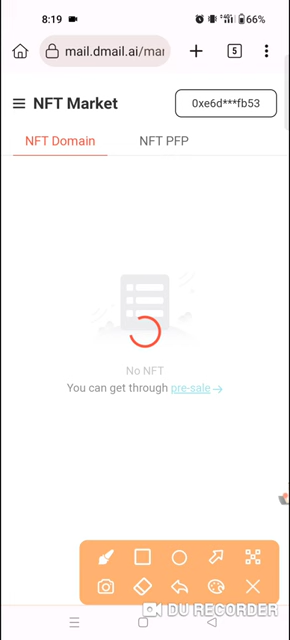 8:19 66%
mail.dmail.ai/mar 5
NFT Market 0xe6d***fb53
NFT Domain NFT PFP
No NFT
You can get through pre-sale →
DU RECORDER